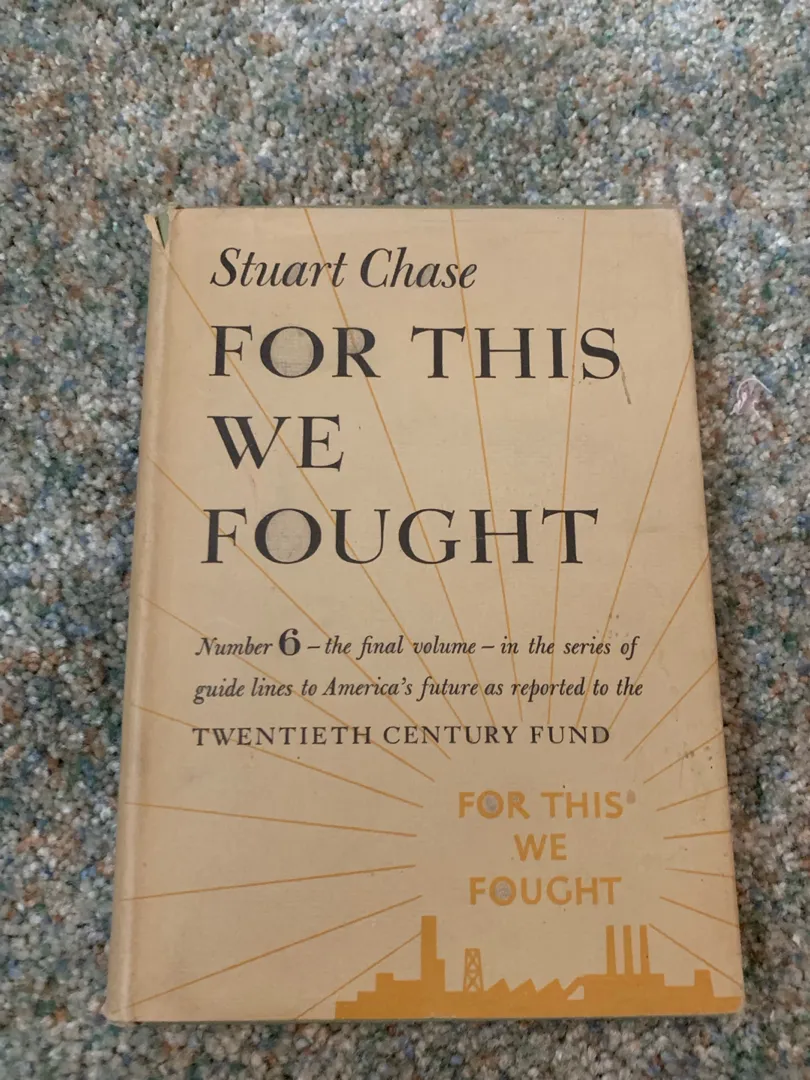 Stuart Chase
FOR THIS
WE
FOUGHT
Number 6 – the final volume – in the series of
guide lines to America's future as reported to the
TWENTIETH CENTURY FUND
FOR THIS
WE
FOUGHT